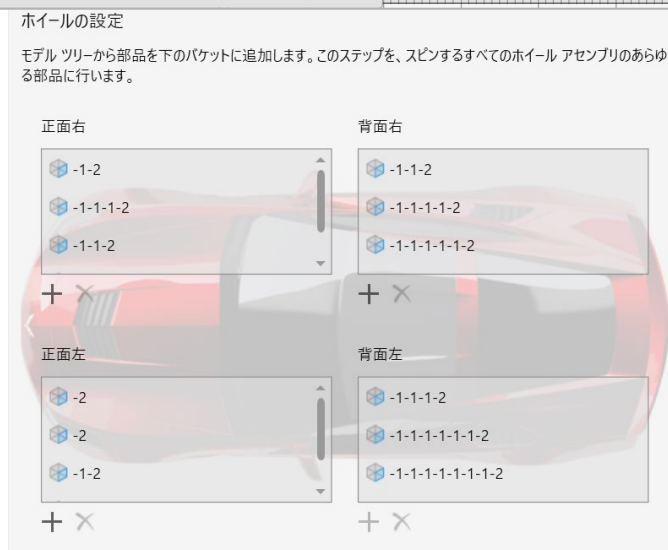 ホイールの設定
モデル ツリーから部品を下のバケットに追加します。このステップを、スピンするすべてのホイール アセンブリのあらゆ
る部品に行います。
正面右
-1-2
-1-1-1-2
-1-1-2
背面右
-1-1-2
-1-1-1-1-2
-1-1-1-1-1-2
正面左
-2
-2
-1-2
背面左
-1-1-1-2
-1-1-1-1-1-1-2
-1-1-1-1-1-1-1-2